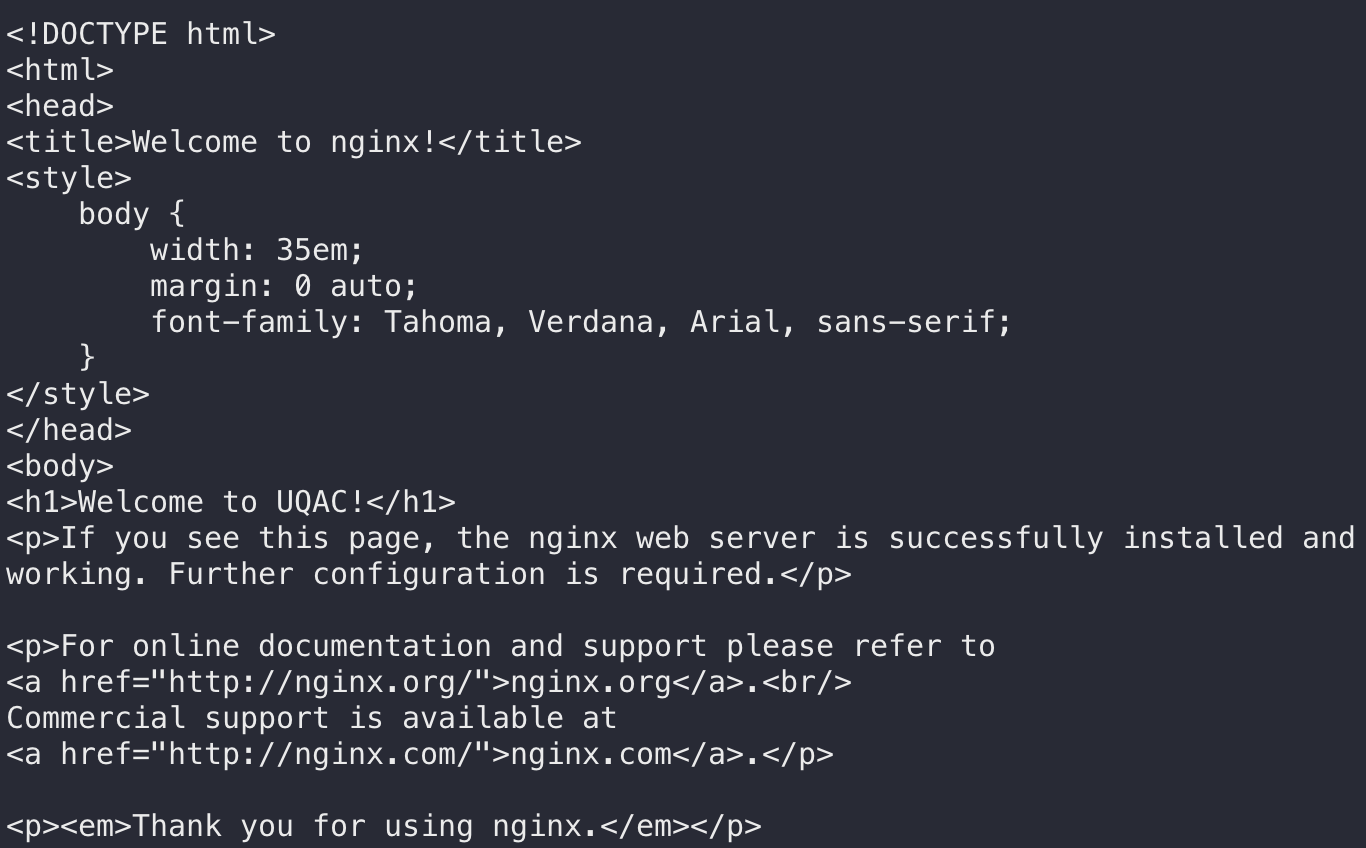 <!DOCTYPE html>
<html>
<head>
<title>Welcome to nginx!</title>
<style>
    body {
        width: 35em;
        margin: 0 auto;
        font-family: Tahoma, Verdana, Arial, sans-serif;
    }
</style>
</head>
<body>
<h1>Welcome to UQAC!</h1>
<p>If you see this page, the nginx web server is successfully installed and
working. Further configuration is required.</p>

<p>For online documentation and support please refer to
<a href="http://nginx.org/">nginx.org</a>.<br/>
Commercial support is available at
<a href="http://nginx.com/">nginx.com</a>.</p>

<p><em>Thank you for using nginx.</em></p>